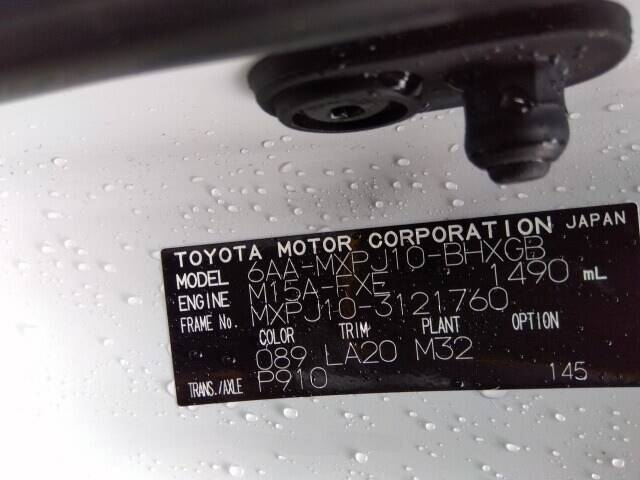 TOYOTA MOTOR CORPORATION JAPAN
MODEL 6AA-MXPJ10-BHXGB
ENGINE M15A-FXE 1490 mL
FRAME No. MXPJ10-3121760
COLOR TRIM PLANT OPTION
089 LA20 M32
TRANS./AXLE P910 145